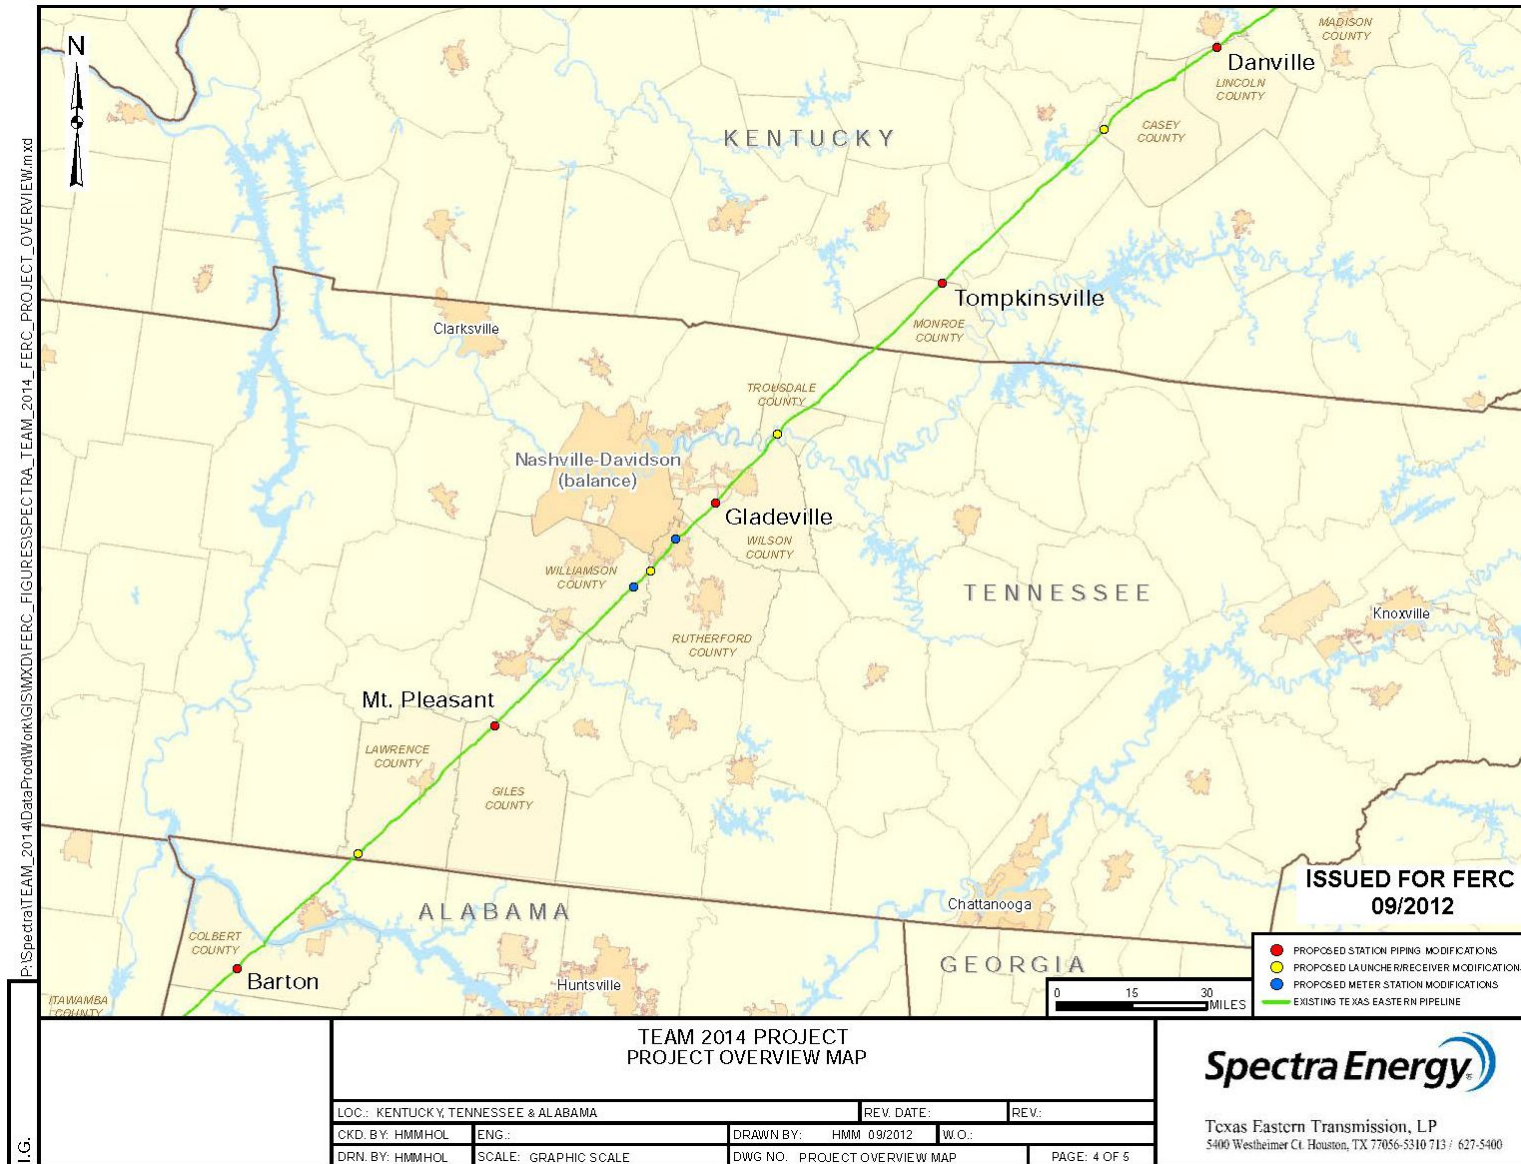 N
MADISON
COUNTY
Danville
LINCOLN
COUNTY
CASEY
COUNTY
KENTUCKY
Tompkinsville
MONROE
COUNTY
Clarksville
TROUSDALE
COUNTY
Nashville-Davidson
(balance)
Gladeville
WILSON
COUNTY
WILLIAMSON
COUNTY
TENNESSEE
Knoxville
RUTHERFORD
COUNTY
Mt. Pleasant
LAWRENCE
COUNTY
GILES
COUNTY
ISSUED FOR FERC
09/2012
Chattanooga
ALABAMA
COLBERT
COUNTY
GEORGIA
Barton
Huntsville
ITAWAMBA
COUNTY
0 15 30
MILES
PROPOSED STATION PIPING MODIFICATIONS
PROPOSED LAUNCHER/RECEIVER MODIFICATION
PROPOSED METER STATION MODIFICATIONS
EXISTING TEXAS EASTERN PIPELINE
P:\Spectra\TEAM_2014\DataProd\Work\GIS\MXD\FERC_FIGURES\SPECTRA_TEAM_2014_FERC_PROJECT_OVERVIEW.mxd
I.G.
TEAM 2014 PROJECT
PROJECT OVERVIEW MAP
LOC.: KENTUCKY, TENNESSEE & ALABAMA REV. DATE: REV.:
CKD. BY: HMMHOL ENG.: DRAWN BY: HMM 09/2012 W.O.:
DRN. BY: HMMHOL SCALE: GRAPHIC SCALE DWG NO. PROJECT OVERVIEW MAP PAGE: 4 OF 5
Spectra Energy
Texas Eastern Transmission, LP
5400 Westheimer Ct. Houston, TX 77056-5310 713 / 627-5400